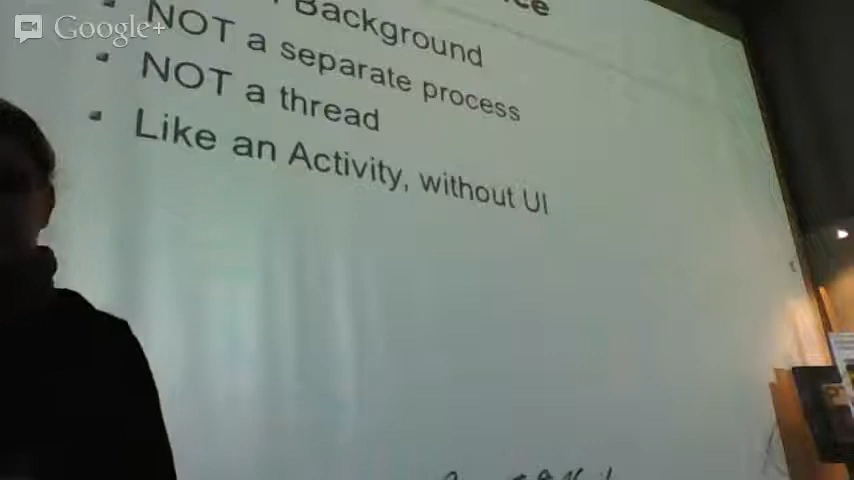 Google+
Background
NOT a separate process
NOT a thread
Like an Activity, without UI